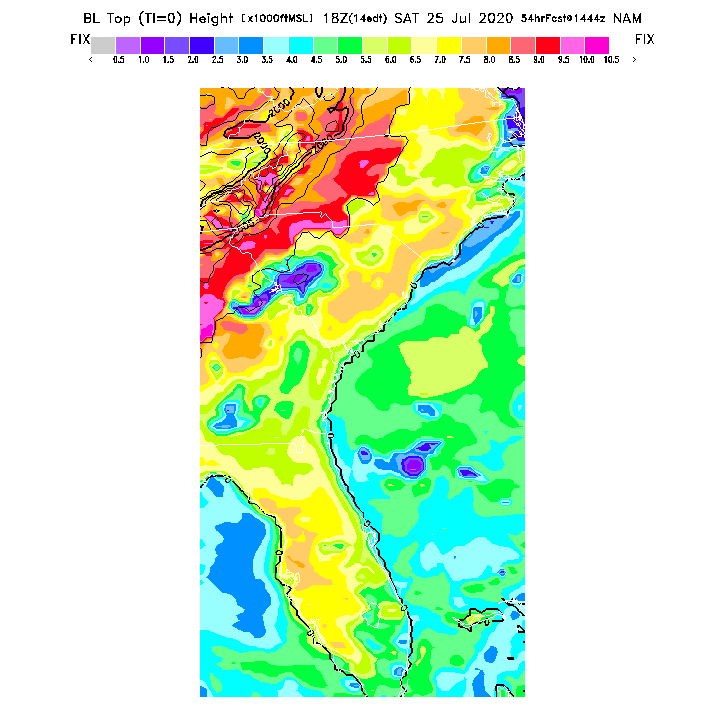 BL Top (TI=0) Height [x1000ftMSL] 18Z(14edt) SAT 25 Jul 2020 54hrFcst@1444z NAM
FIX FIX
< 0.5 1.0 1.5 2.0 2.5 3.0 3.5 4.0 4.5 5.0 5.5 6.0 6.5 7.0 7.5 8.0 8.5 9.0 9.5 10.0 10.5 >
2000
2000